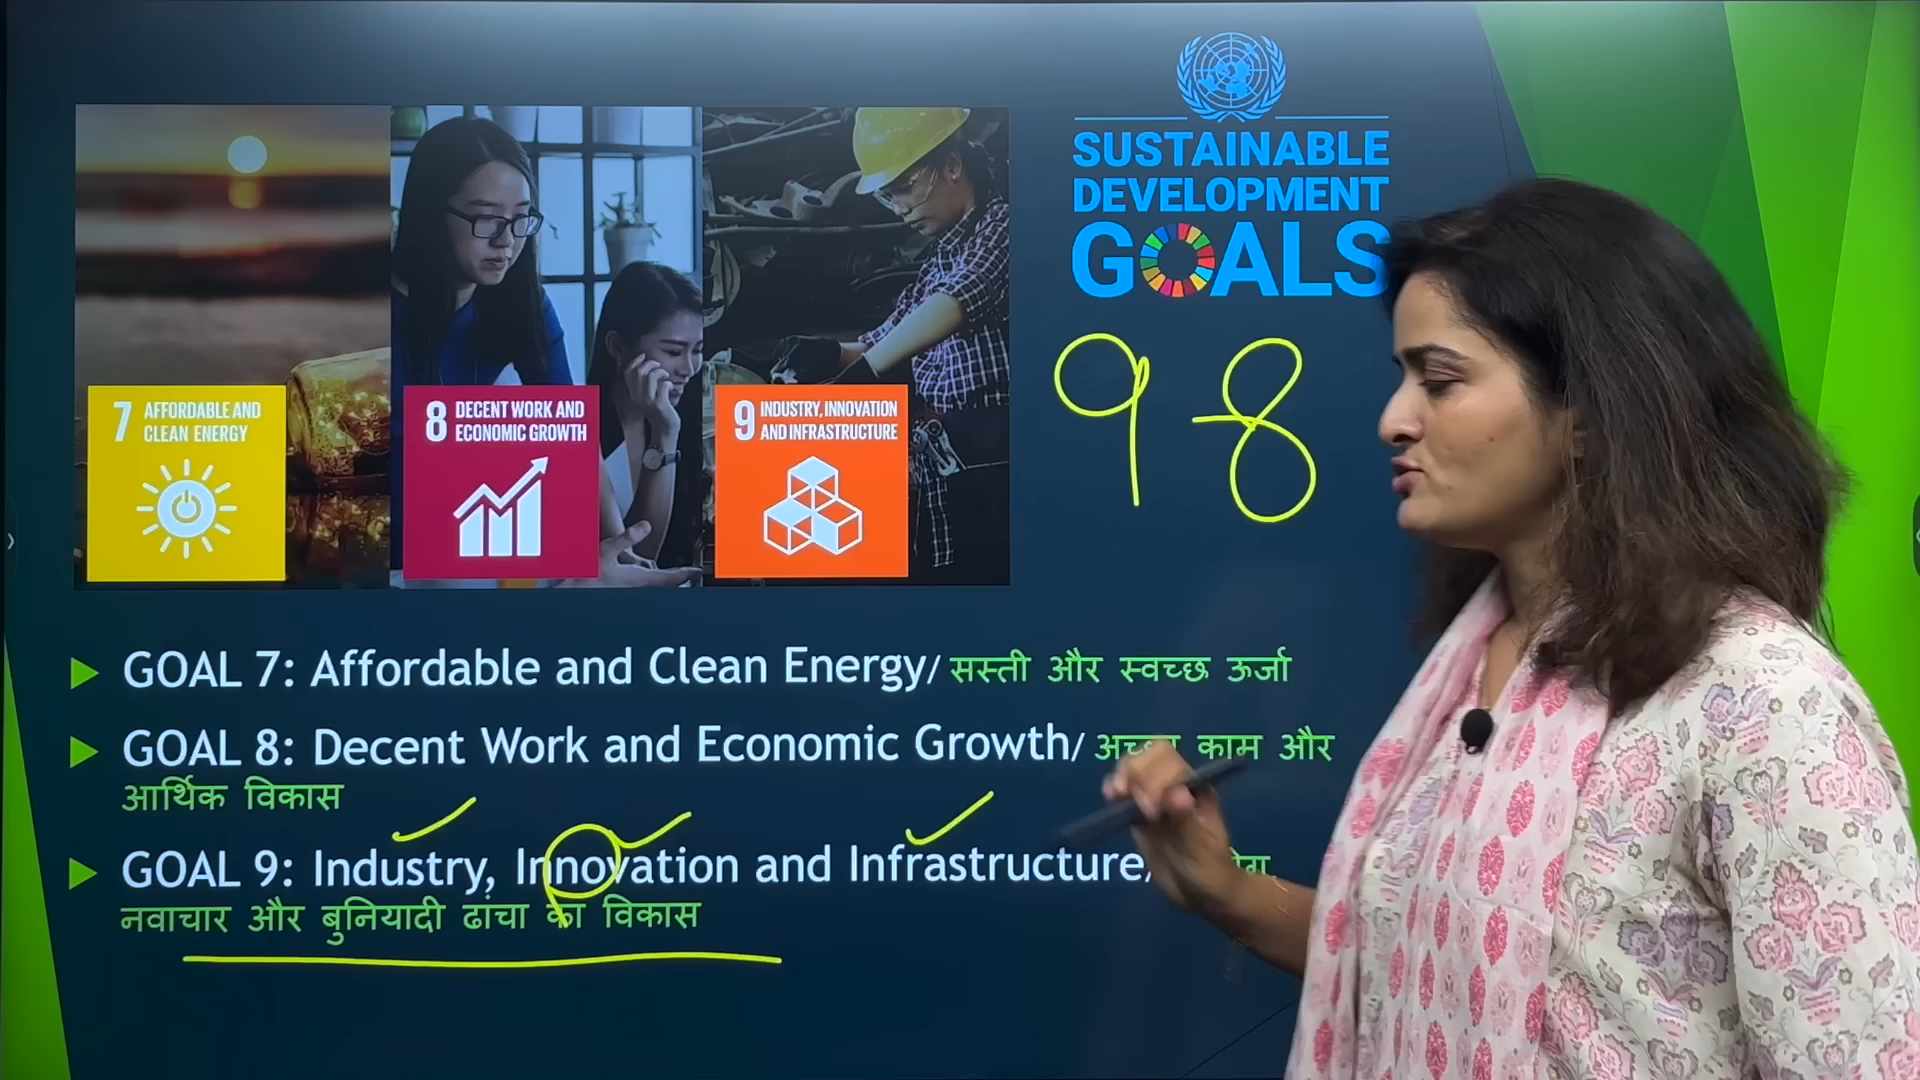 SUSTAINABLE
DEVELOPMENT
GOALS
7 AFFORDABLE AND
CLEAN ENERGY
8 DECENT WORK AND
ECONOMIC GROWTH
9 INDUSTRY, INNOVATION
AND INFRASTRUCTURE
98
GOAL 7: Affordable and Clean Energy/ सस्ती और स्वच्छ ऊर्जा
GOAL 8: Decent Work and Economic Growth/ काम और
आर्थिक विकास
GOAL 9: Industry, Innovation and Infrastructure/
नवाचार और बुनियादी ढांचा का विकास